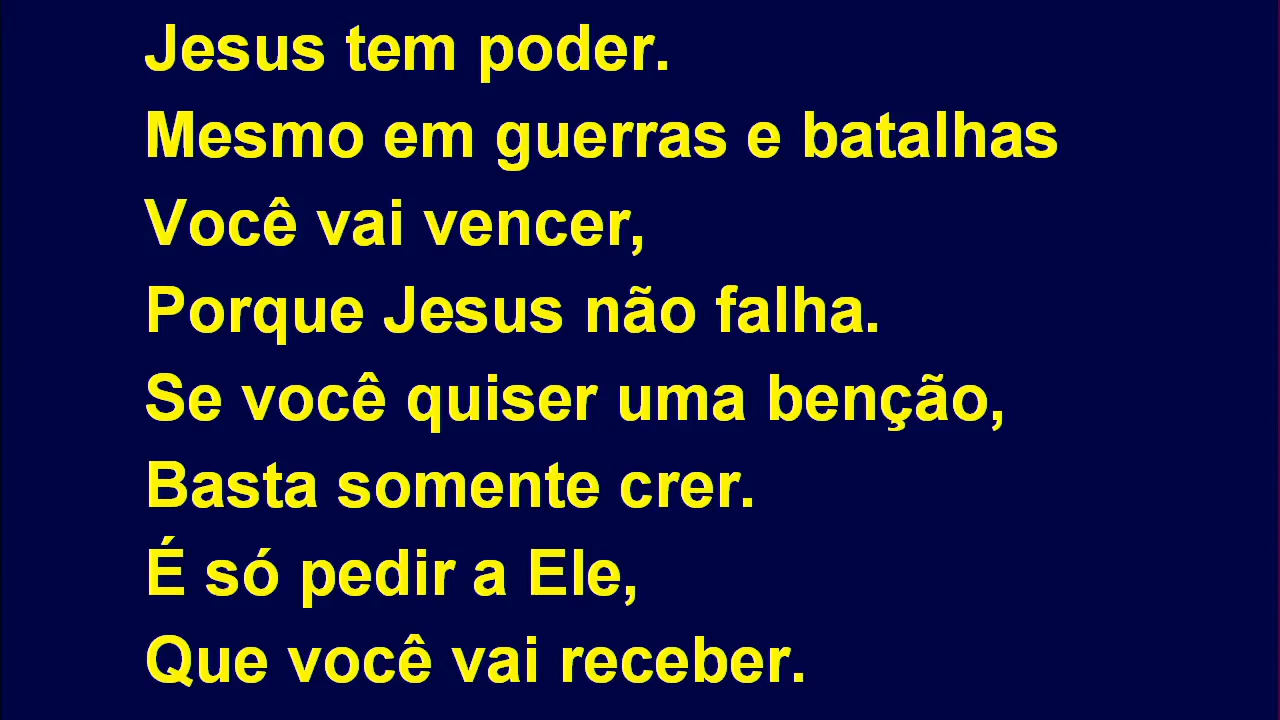 Jesus tem poder.
Mesmo em guerras e batalhas
Você vai vencer,
Porque Jesus não falha.
Se você quiser uma benção,
Basta somente crer.
É só pedir a Ele,
Que você vai receber.